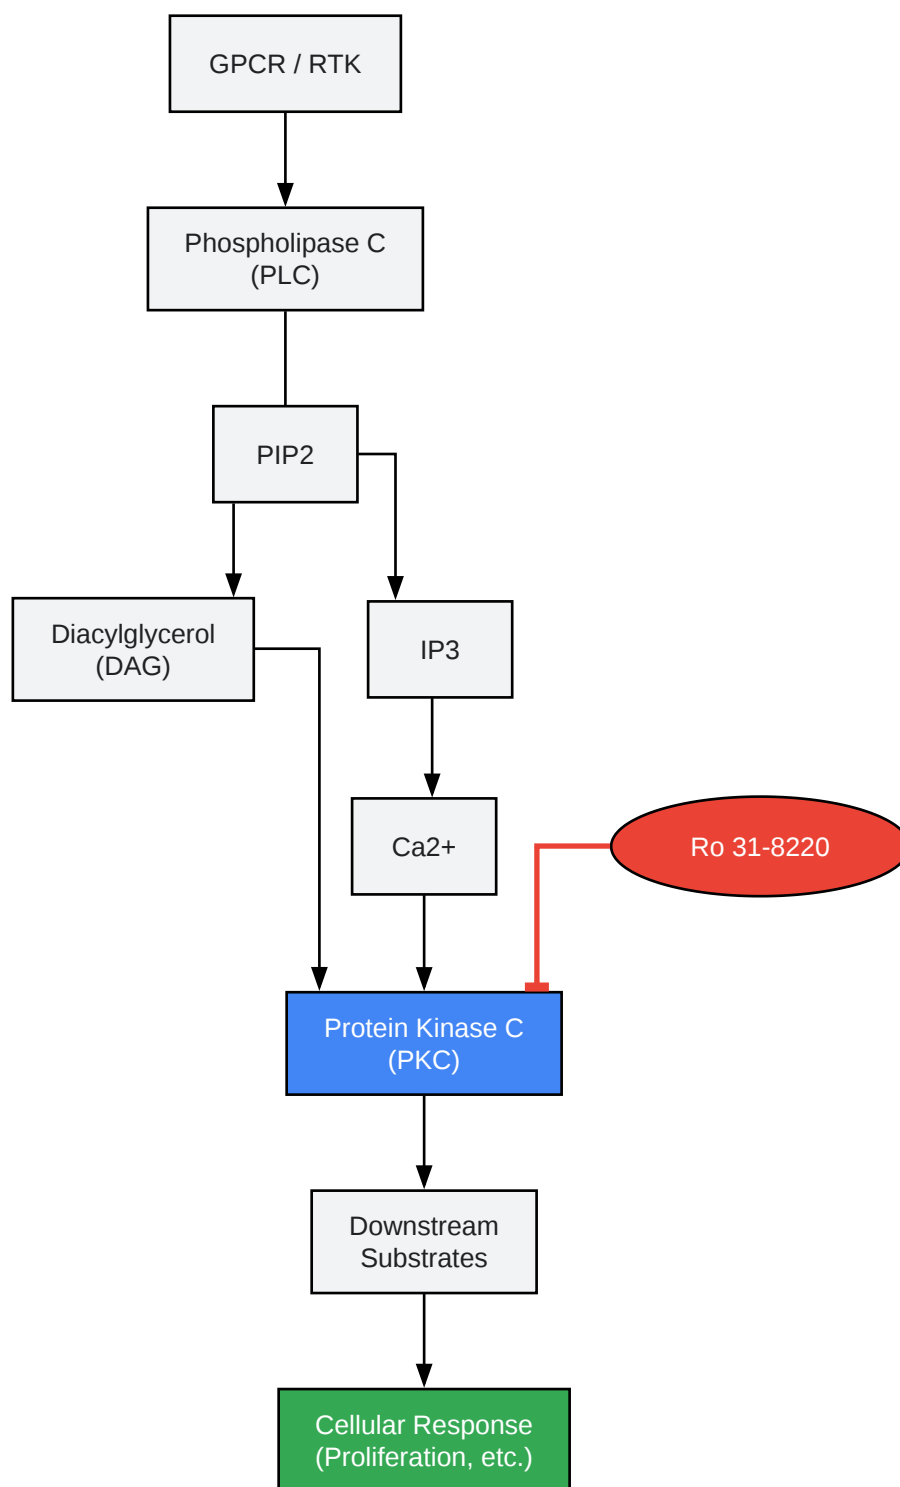 GPCR / RTK
Phospholipase C
(PLC)
PIP2
Diacylglycerol
(DAG)
IP3
Ca2+
Ro 31-8220
Protein Kinase C
(PKC)
Downstream
Substrates
Cellular Response
(Proliferation, etc.)